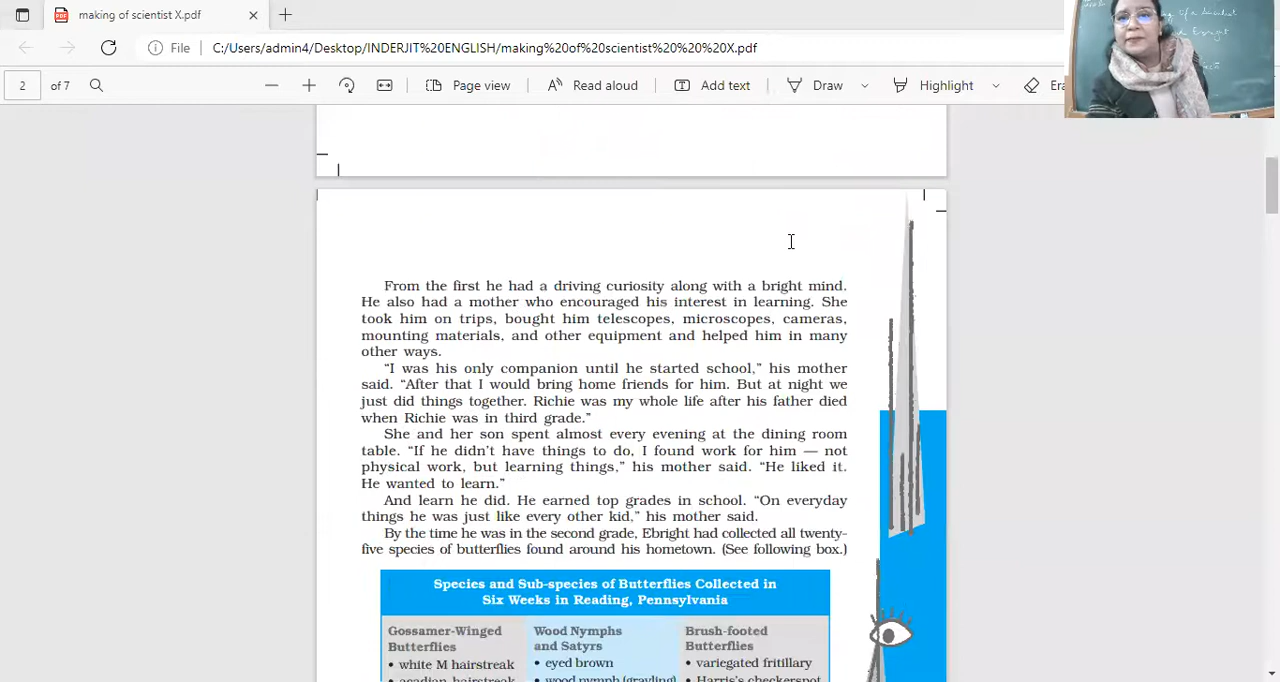 making of scientist X.pdf
File
C:/Users/admin4/Desktop/INDERJIT%20ENGLISH/making%20of%20scientist%20%20%20X.pdf
2 of 7
Page view
Read aloud
Add text
Draw
Highlight
From the first he had a driving curiosity along with a bright mind.
He also had a mother who encouraged his interest in learning. She
took him on trips, bought him telescopes, microscopes, cameras,
mounting materials, and other equipment and helped him in many
other ways.
“I was his only companion until he started school,” his mother
said. “After that I would bring home friends for him. But at night we
just did things together. Richie was my whole life after his father died
when Richie was in third grade.”
She and her son spent almost every evening at the dining room
table. “If he didn’t have things to do, I found work for him — not
physical work, but learning things,” his mother said. “He liked it.
He wanted to learn.”
And learn he did. He earned top grades in school. “On everyday
things he was just like every other kid,” his mother said.
By the time he was in the second grade, Ebright had collected all twenty-
five species of butterflies found around his hometown. (See following box.)
Species and Sub-species of Butterflies Collected in
Six Weeks in Reading, Pennsylvania
Gossamer-Winged
Butterflies
• white M hairstreak
• acadian hairstreak
Wood Nymphs
and Satyrs
• eyed brown
• wood nymph (grayling)
Brush-footed
Butterflies
• variegated fritillary
• Harris’s checkerspot